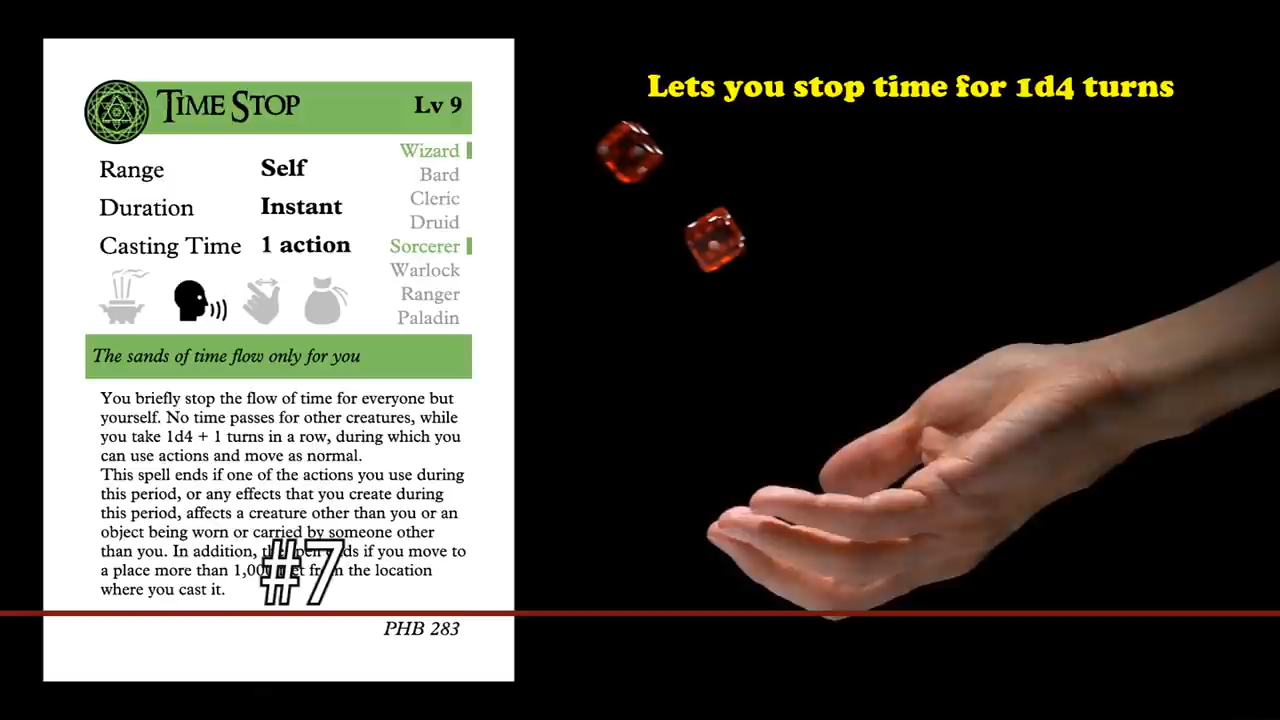 TIME STOP
Lv 9
Range Self
Duration Instant
Casting Time 1 action
Wizard
Bard
Cleric
Druid
Sorcerer
Warlock
Ranger
Paladin
The sands of time flow only for you
You briefly stop the flow of time for everyone but
yourself. No time passes for other creatures, while
you take 1d4 + 1 turns in a row, during which you
can use actions and move as normal.
This spell ends if one of the actions you use during
this period, or any effects that you create during
this period, affects a creature other than you or an
object being worn or carried by someone other
than you. In addition, if you move to
a place more than the location
where you cast it.
#7
PHB 283
Lets you stop time for 1d4 turns